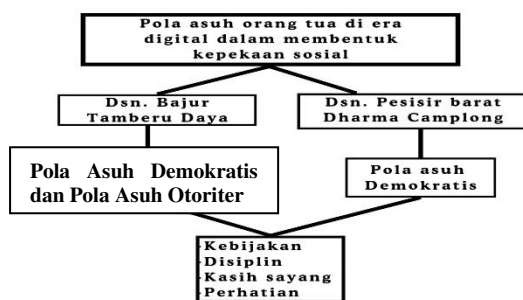 Pola asuh orang tua di era
digital dalam membentuk
kepekaan sosial
Dsn. Bajur
Tamberu Daya
Dsn. Pesisir barat
Dharma Camplong
Pola Asuh Demokratis
dan Pola Asuh Otoriter
Pola asuh
Demokratis
Kebijakan
Disiplin
Kasih sayang
Perhatian